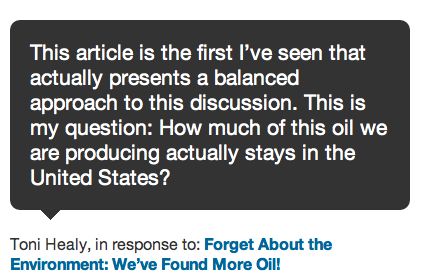 This article is the first I've seen that
actually presents a balanced
approach to this discussion. This is
my question: How much of this oil we
are producing actually stays in the
United States?
Toni Healy, in response to: Forget About the
Environment: We've Found More Oil!